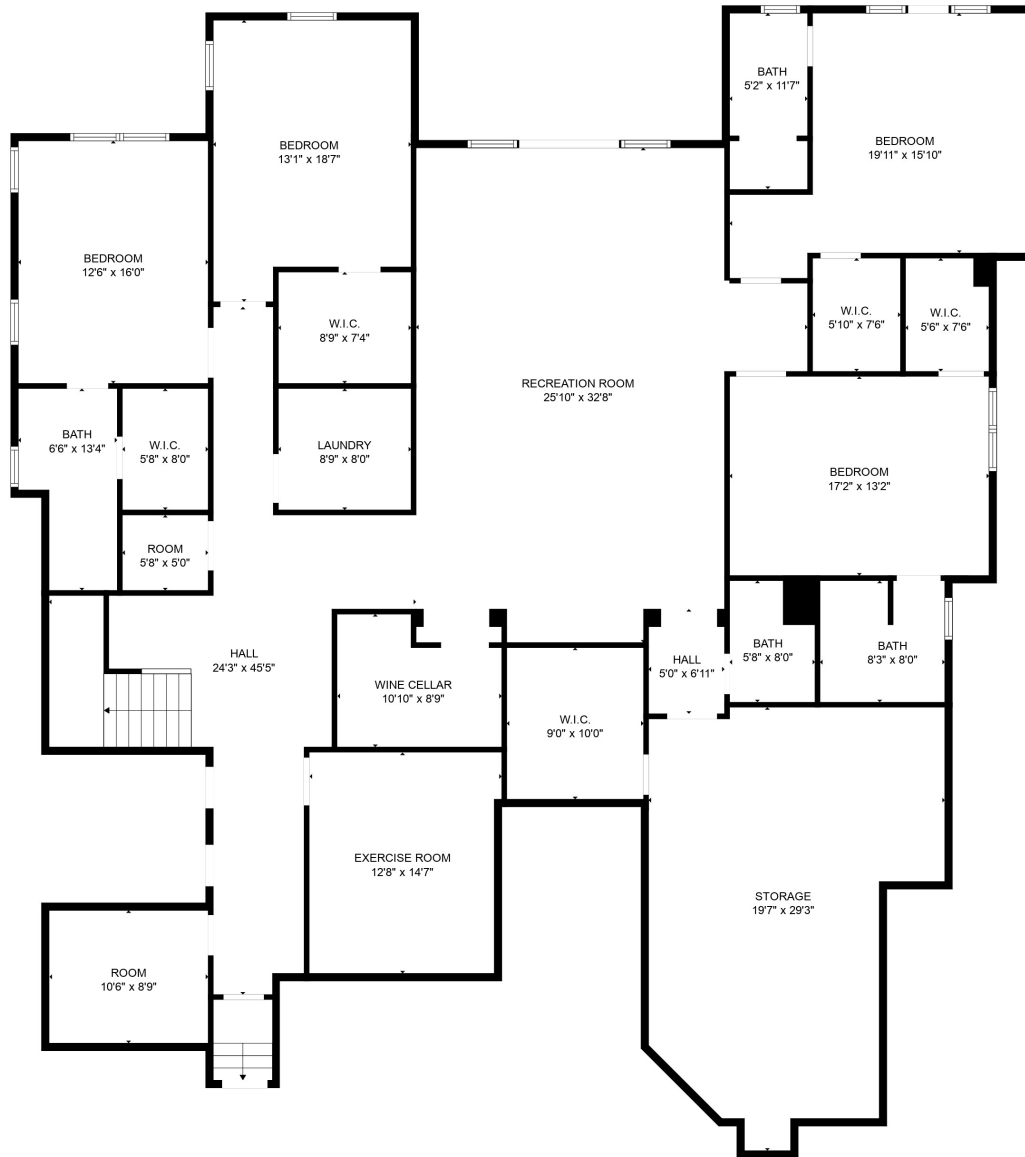 BATH
5'2" x 11'7"
BEDROOM
13'1" x 18'7"
BEDROOM
19'11" x 15'10"
BEDROOM
12'6" x 16'0"
W.I.C.
8'9" x 7'4"
W.I.C.
5'10" x 7'6"
W.I.C.
5'6" x 7'6"
RECREATION ROOM
25'10" x 32'8"
BATH
6'6" x 13'4"
W.I.C.
5'8" x 8'0"
LAUNDRY
8'9" x 8'0"
BEDROOM
17'2" x 13'2"
ROOM
5'8" x 5'0"
HALL
24'3" x 45'5"
WINE CELLAR
10'10" x 8'9"
HALL
5'0" x 6'11"
BATH
5'8" x 8'0"
BATH
8'3" x 8'0"
W.I.C.
9'0" x 10'0"
EXERCISE ROOM
12'8" x 14'7"
STORAGE
19'7" x 29'3"
ROOM
10'6" x 8'9"